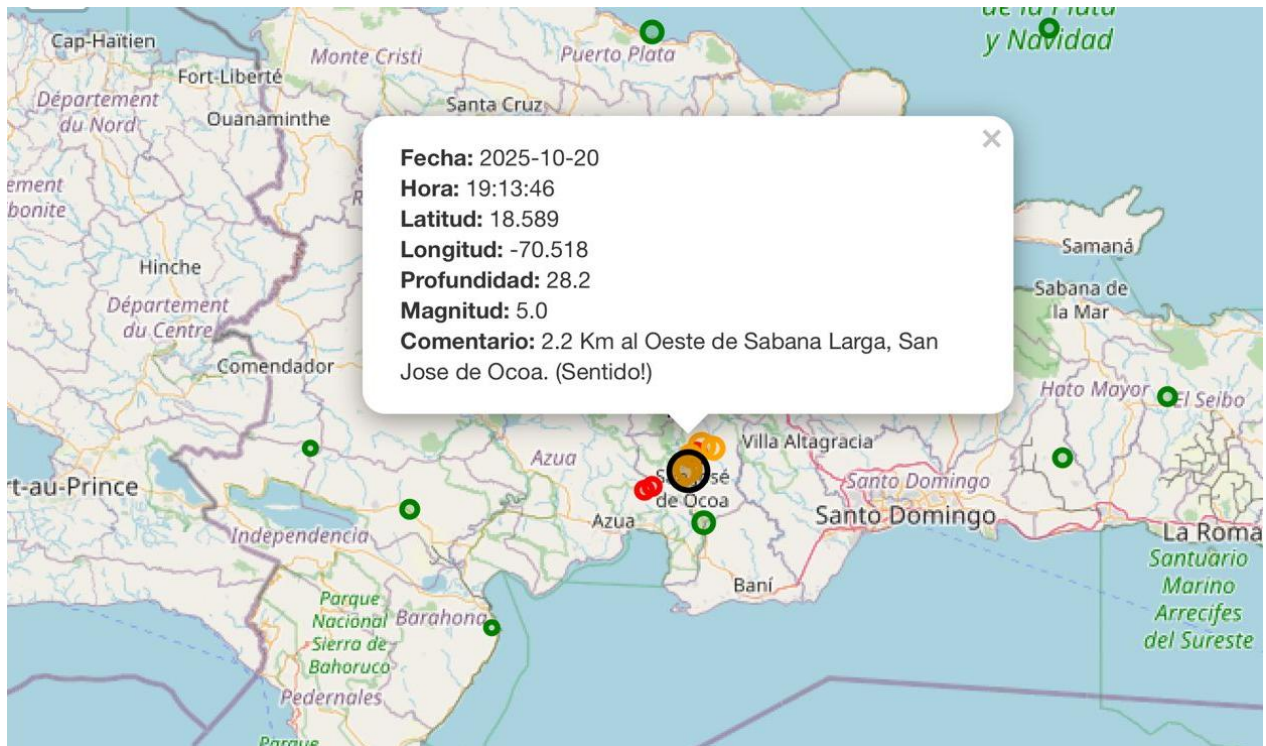 de la Plata
y Navidad
Cap-Haïtien
Monte Cristi
Puerto Plata
Fort-Liberté
Département
du Nord
Ouanaminthe
Santa Cruz
×
Fecha: 2025-10-20
Hora: 19:13:46
Latitud: 18.589
Longitud: -70.518
Profundidad: 28.2
Magnitud: 5.0
Comentario: 2.2 Km al Oeste de Sabana Larga, San
Jose de Ocoa. (Sentido!)
ement
bonite
Samaná
Hinche
Sabana de
la Mar
Département
du Centre
Comendador
Hato Mayor
El Seibo
Villa Altagracia
Azua
San José
de Ocoa
rt-au-Prince
Santo Domingo
Azua
Santo Domingo
Independencia
La Roma
Santuario
Marino
Arrecifes
del Sureste
Baní
Parque
Nacional
Sierra de
Bahoruco
Barahona
Pedernales
Parque